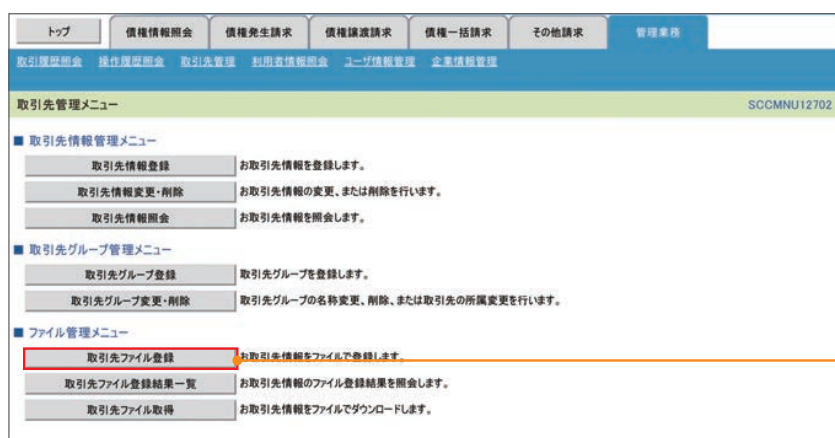 トップ 債権情報照会 債権発生請求 債権譲渡請求 債権一括請求 その他請求 管理業務
取引履歴照会 操作履歴照会 取引先管理 利用者情報照会 ユーザ情報管理 企業情報管理
取引先管理メニュー SCCMNU12702
■ 取引先情報管理メニュー
取引先情報登録 お取引先情報を登録します。
取引先情報変更・削除 お取引先情報の変更、または削除を行います。
取引先情報照会 お取引先情報を照会します。
■ 取引先グループ管理メニュー
取引先グループ登録 取引先グループを登録します。
取引先グループ変更・削除 取引先グループの名称変更、削除、または取引先の所属変更を行います。
■ ファイル管理メニュー
取引先ファイル登録 お取引先情報をファイルで登録します。
取引先ファイル登録結果一覧 お取引先情報のファイル登録結果を照会します。
取引先ファイル取得 お取引先情報をファイルでダウンロードします。